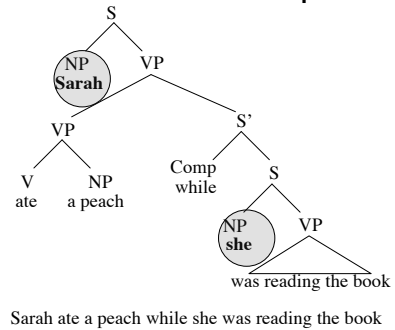 S
NP VP
Sarah
VP S'
V NP Comp S
ate a peach while
NP VP
she
was reading the book
Sarah ate a peach while she was reading the book